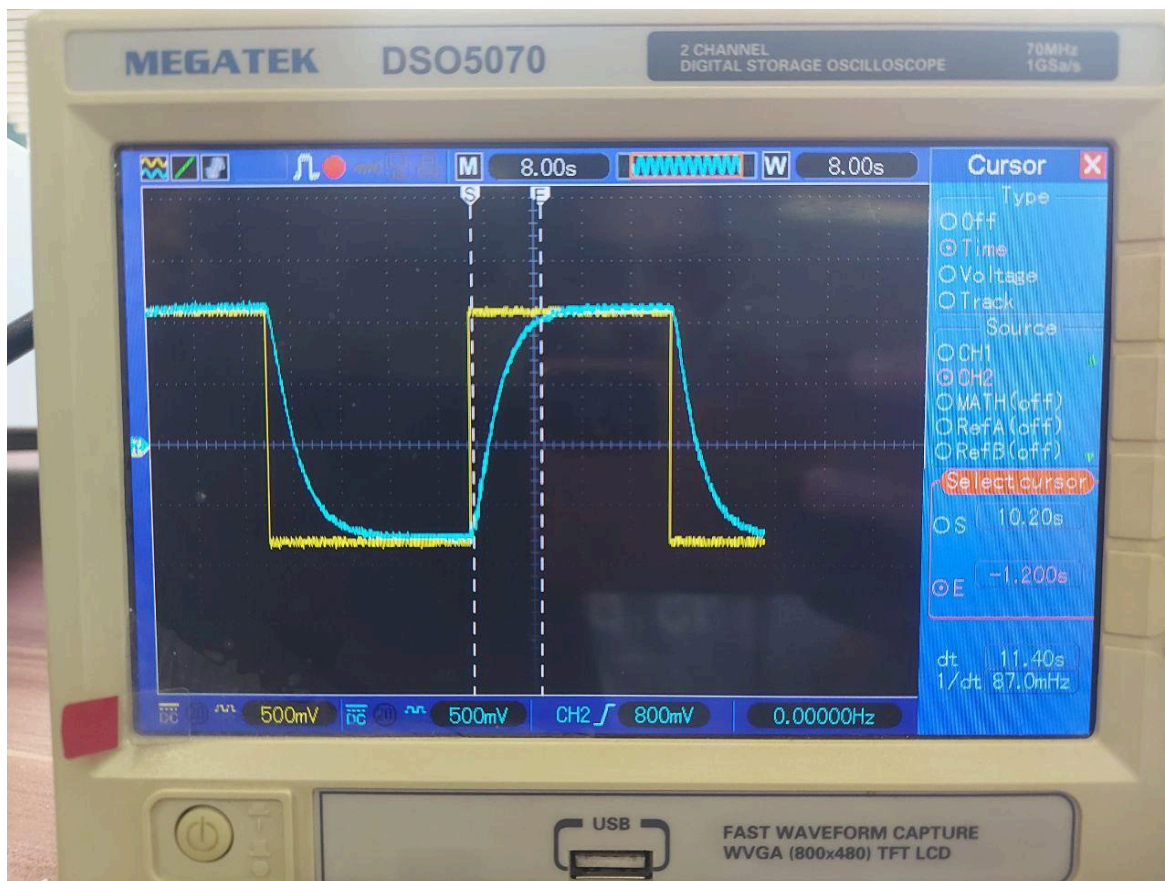 MEGATEK DSO5070
2 CHANNEL 70MHz
DIGITAL STORAGE OSCILLOSCOPE 1GSa/s
M 8.00s W 8.00s
Cursor X
Type
Off
Time
Voltage
Track
Source
CH1
CH2
MATH(off)
RefA(off)
RefB(off)
Select cursor
S 10.20s
E -1.200s
dt 11.40s
1/dt 87.0mHz
S E
DC 20 500mV DC 20 500mV CH2 800mV 0.00000Hz
USB
FAST WAVEFORM CAPTURE
WVGA (800x480) TFT LCD